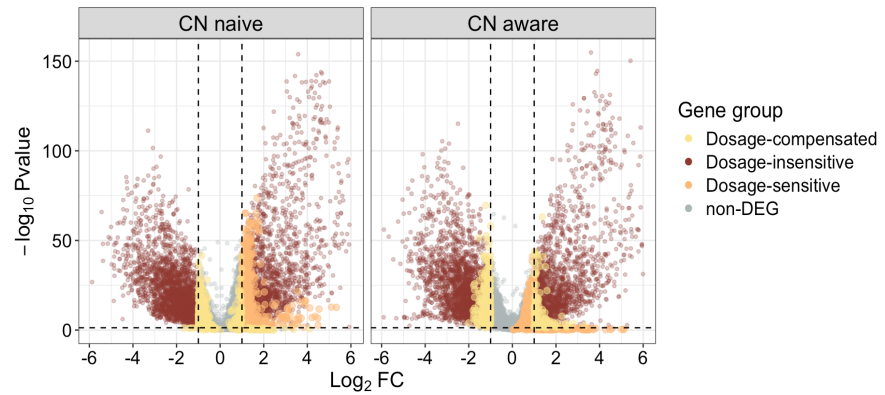 CN naive
CN aware
150
100
50
0
−log10 Pvalue
-6 -4 -2 0 2 4 6
-6 -4 -2 0 2 4 6
Log2 FC
Gene group
Dosage-compensated
Dosage-insensitive
Dosage-sensitive
non-DEG